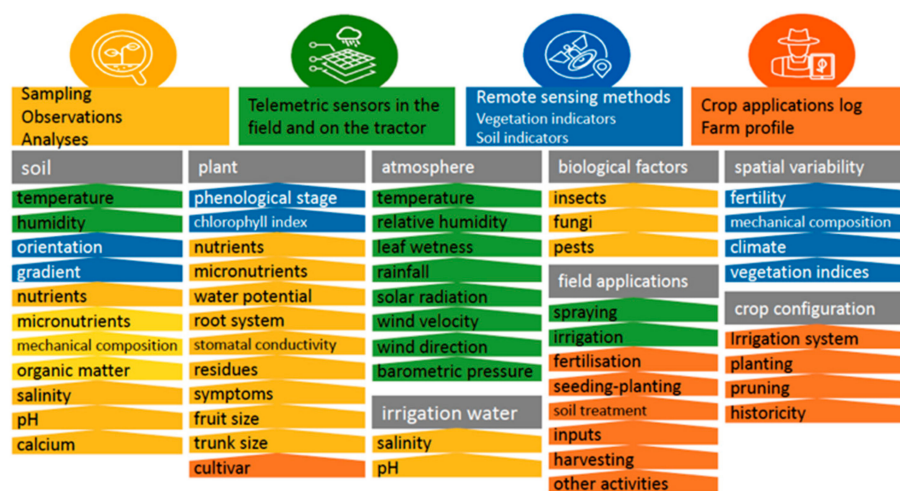 Sampling
Observations
Analyses
Telemetric sensors in the
field and on the tractor
Remote sensing methods
Vegetation indicators
Soil indicators
Crop applications log
Farm profile
soil
temperature
humidity
orientation
gradient
nutrients
micronutrients
mechanical composition
organic matter
salinity
pH
calcium
plant
phenological stage
chlorophyll index
nutrients
micronutrients
water potential
root system
stomatal conductivity
residues
symptoms
fruit size
trunk size
cultivar
atmosphere
temperature
relative humidity
leaf wetness
rainfall
solar radiation
wind velocity
wind direction
barometric pressure
irrigation water
salinity
pH
biological factors
insects
fungi
pests
field applications
spraying
irrigation
fertilisation
seeding-planting
soil treatment
inputs
harvesting
other activities
spatial variability
fertility
mechanical composition
climate
vegetation indices
crop configuration
Irrigation system
planting
pruning
historicity